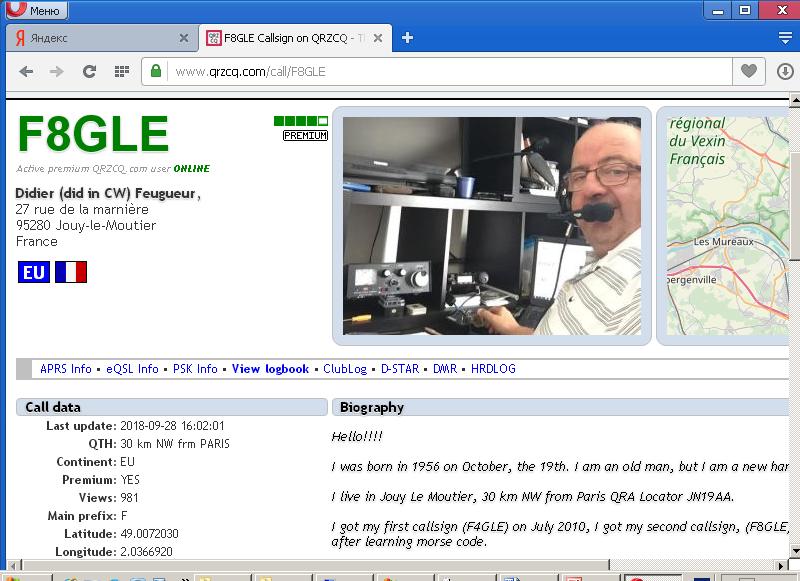 Меню
Яндекс
F8GLE Callsign on QRZCQ - Th
www.qrzcq.com/call/F8GLE
F8GLE
PREMIUM
Active premium QRZCQ.com user ONLINE
Didier (did in CW) Feugueur,
27 rue de la marnière
95280 Jouy-le-Moutier
France
EU
régional
du Vexin
Français
Les Mureaux
bergenville
APRS Info • eQSL Info • PSK Info • View logbook • ClubLog • D-STAR • DMR • HRDLOG
Call data
Last update: 2018-09-28 16:02:01
QTH: 30 km NW frm PARIS
Continent: EU
Premium: YES
Views: 981
Main prefix: F
Latitude: 49.0072030
Longitude: 2.0366920
Biography
Hello!!!!
I was born in 1956 on October, the 19th. I am an old man, but I am a new har
I live in Jouy Le Moutier, 30 km NW from Paris QRA Locator JN19AA.
I got my first callsign (F4GLE) on July 2010, I got my second callsign, (F8GLE,
after learning morse code.